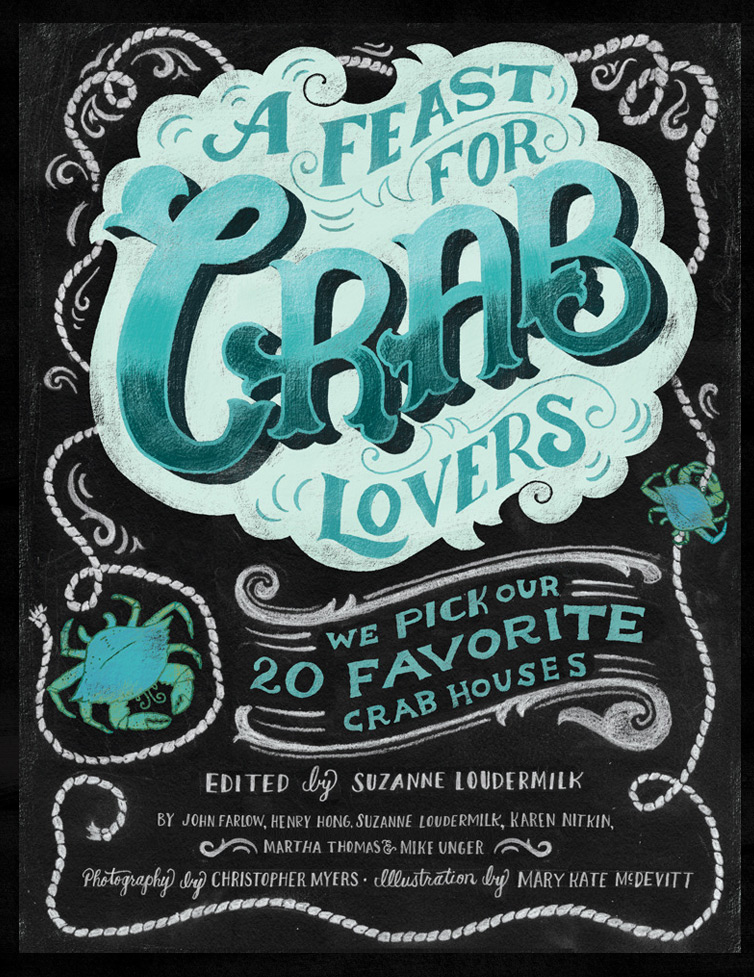 A FEAST
FOR
CRAB
LOVERS
WE PICK OUR
20 FAVORITE
CRAB HOUSES
EDITED by SUZANNE LOUDERMILK
BY JOHN FARLOW, HENRY HONG, SUZANNE LOUDERMILK, KAREN NITKIN,
MARTHA THOMAS & MIKE UNGER
Photography by CHRISTOPHER MYERS · Illustration by MARY KATE McDEVITT